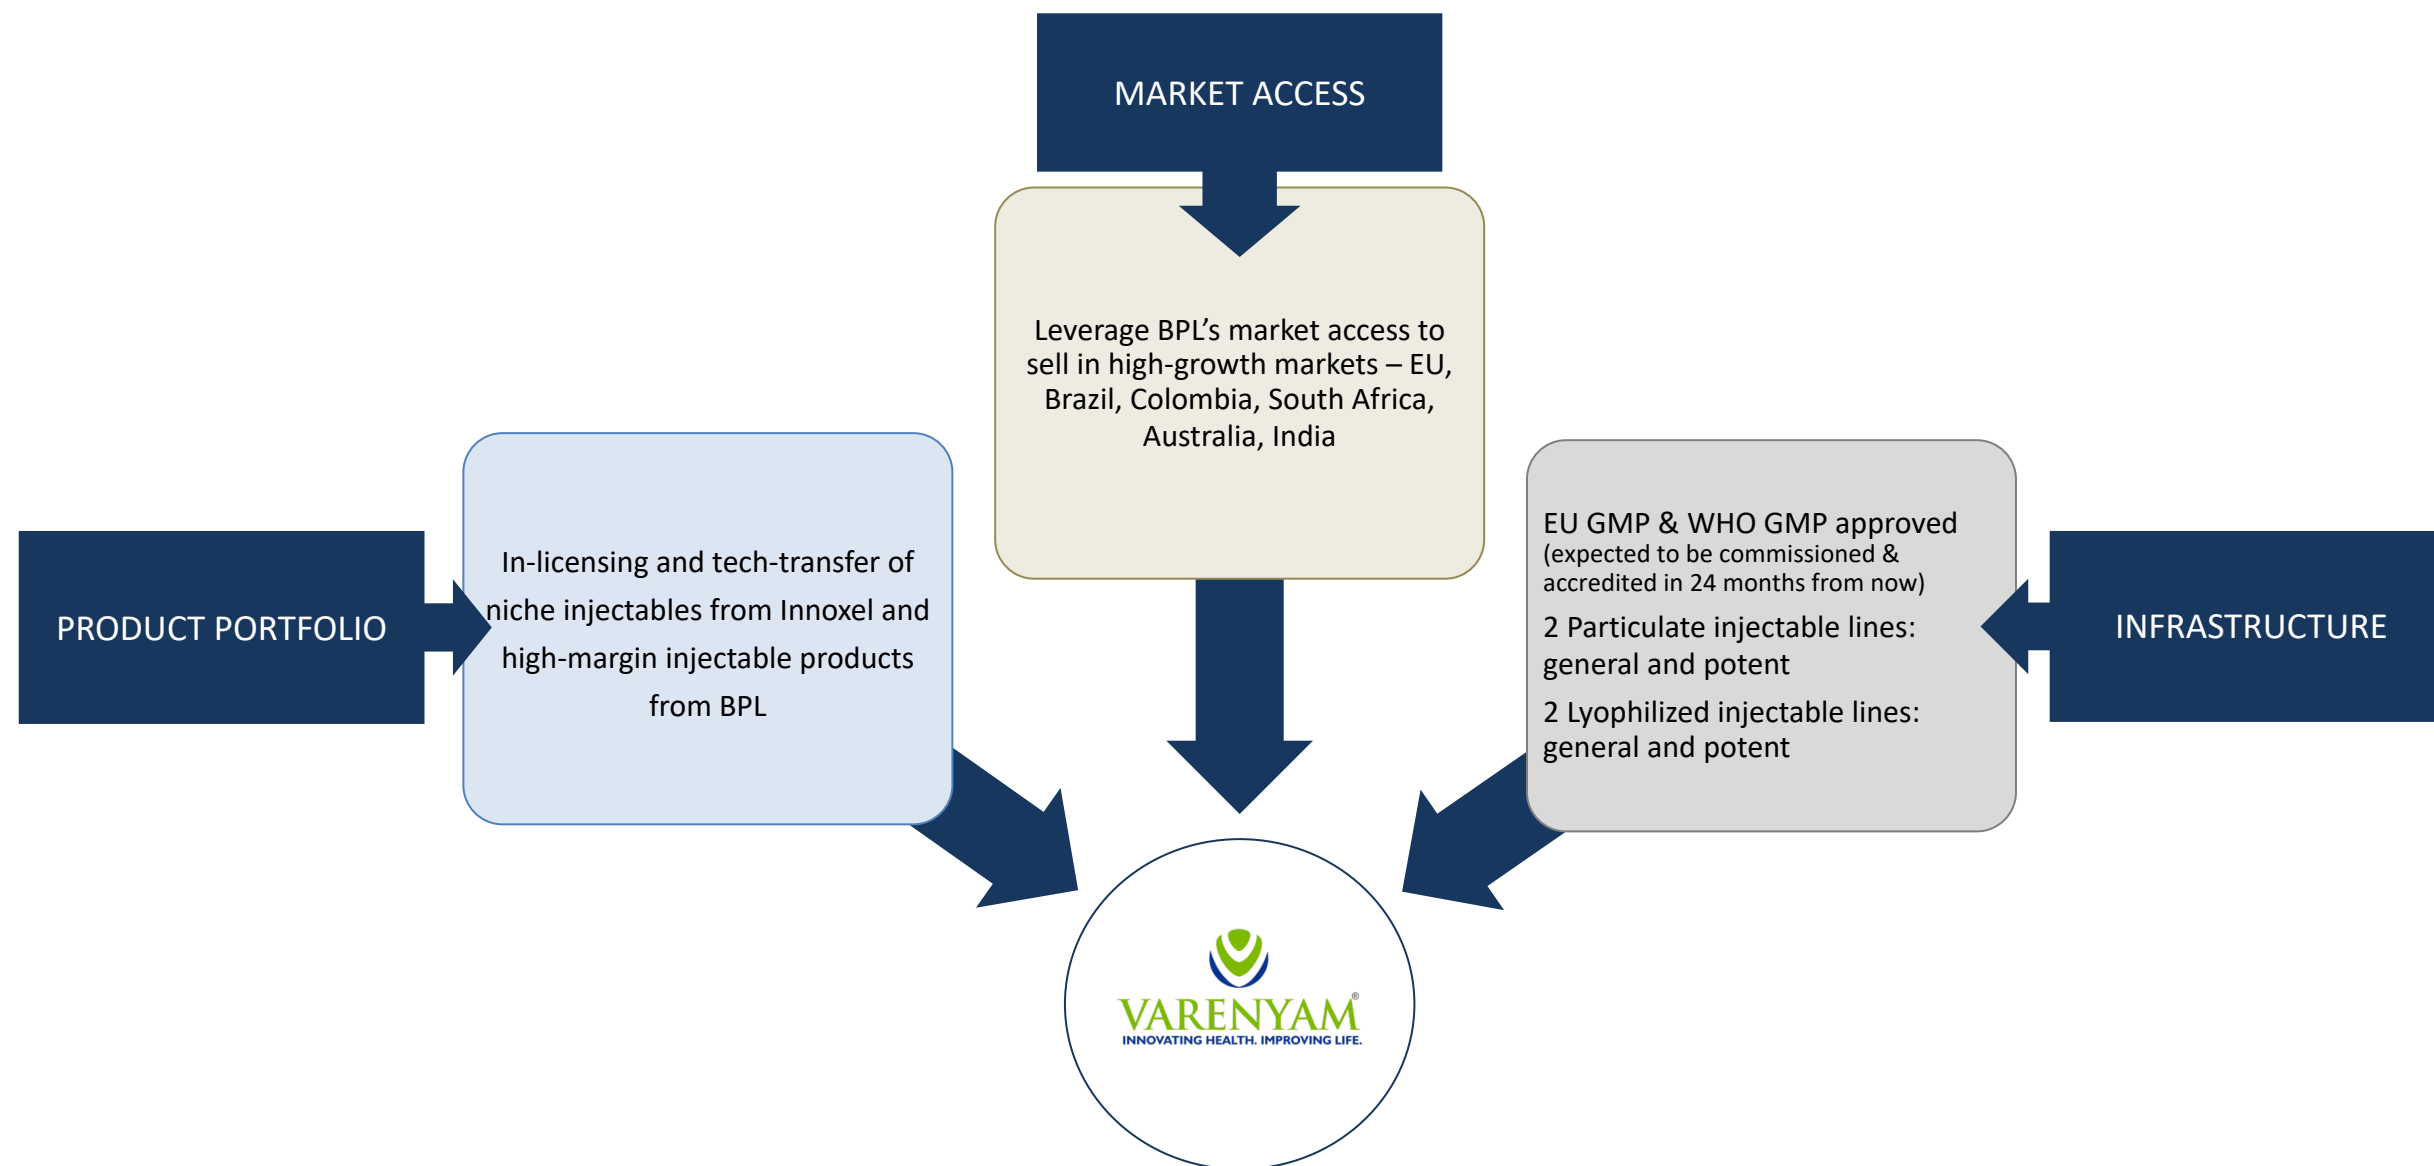 MARKET ACCESS
Leverage BPL’s market access to
sell in high-growth markets – EU,
Brazil, Colombia, South Africa,
Australia, India
PRODUCT PORTFOLIO
In-licensing and tech-transfer of
niche injectables from Innoxel and
high-margin injectable products
from BPL
EU GMP & WHO GMP approved
(expected to be commissioned &
accredited in 24 months from now)
2 Particulate injectable lines:
general and potent
2 Lyophilized injectable lines:
general and potent
INFRASTRUCTURE
VARENYAM®
INNOVATING HEALTH. IMPROVING LIFE.